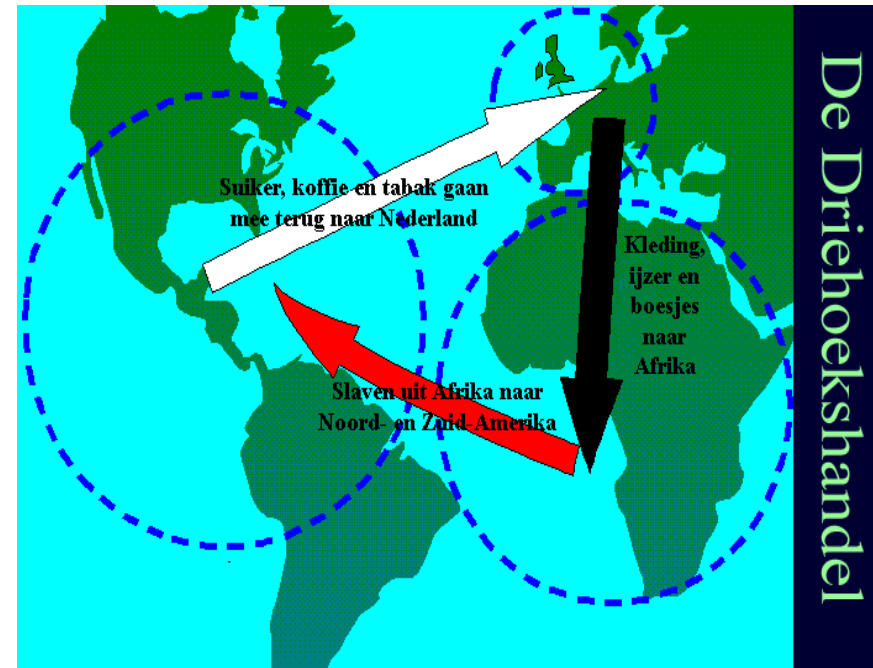 Suiker, koffie en tabak gaan
mee terug naar Nederland
Kleding,
ijzer en
boesjes
naar
Afrika
Slaven uit Afrika naar
Noord- en Zuid-Amerika
De Driehoekshandel